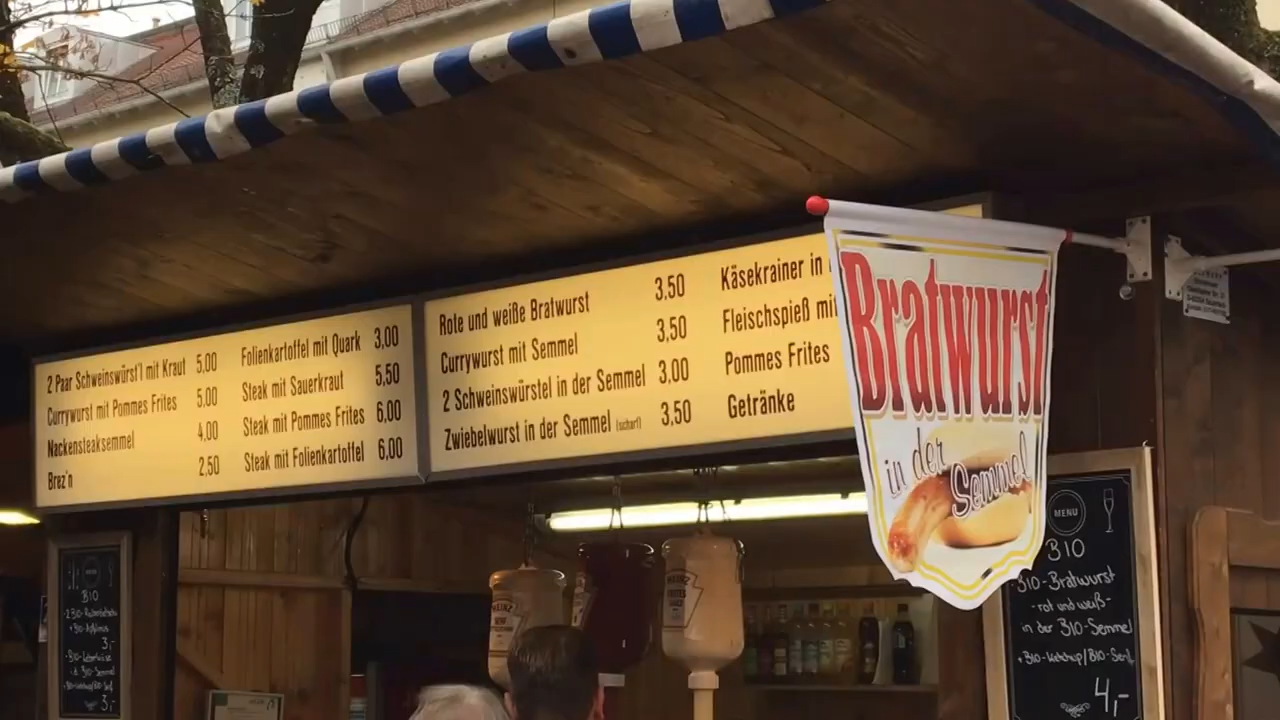 2 Paar Schweinswürst'l mit Kraut 5,00
Currywurst mit Pommes Frites 5,00
Nackensteaksemmel 4,00
Brez'n 2,50
Folienkartoffel mit Quark 3,00
Steak mit Sauerkraut 5,50
Steak mit Pommes Frites 6,00
Steak mit Folienkartoffel 6,00
Rote und weiße Bratwurst 3,50
Currywurst mit Semmel 3,50
2 Schweinswürstel in der Semmel 3,00
Zwiebelwurst in der Semmel (scharf) 3,50
Käsekrainer in
Fleischspieß mit
Pommes Frites
Getränke
Bratwurst
in der
Semmel
MENU
BIO
BIO-Bratwurst
-rot und weiß-
in der BIO-Semmel
+BIO-Ketchup/BIO-Senf
4,-
BIO
3,-
3,-
HEINZ
HEINZ